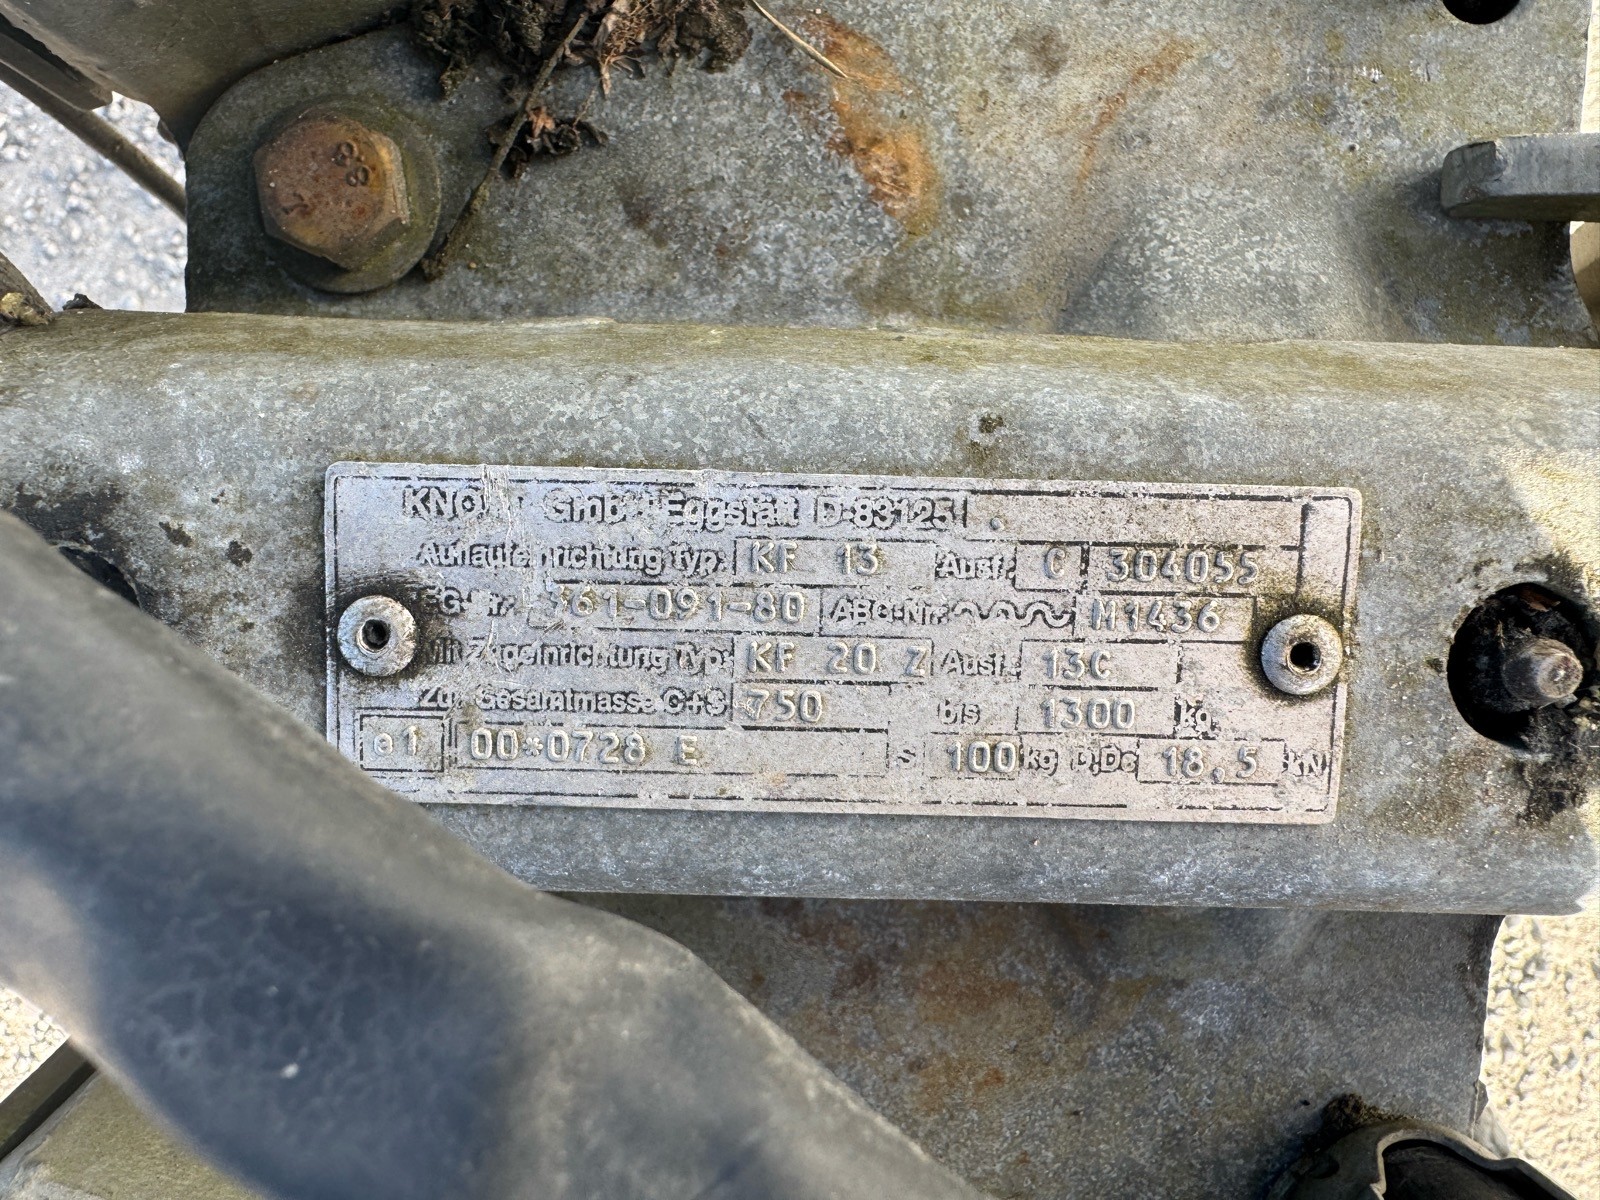 8.8
GmbH Eggstätt D-83125
Auflaufeinrichtung Typ: KF 13 Ausf. C 304055
EG-Nr. 361-091-80 ABG-Nr. M1436
Mit Zugeinrichtung Typ: KF 20 Z Ausf. 13C
Zul. Gesamtmasse C+S 750 bis 1300 kg
e1 00*0728 E S 100 kg D/Dc 18,5 kN